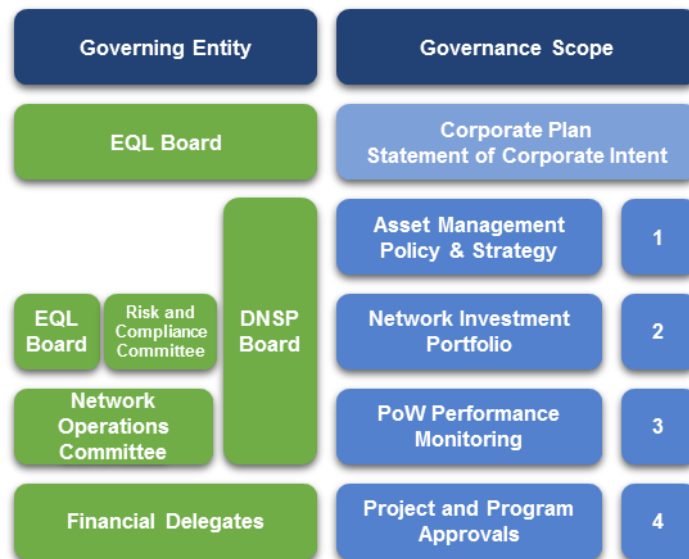 Governing Entity
Governance Scope
EQL Board
Corporate Plan
Statement of Corporate Intent
DNSP
Board
Asset Management
Policy & Strategy
1
EQL
Board
Risk and
Compliance
Committee
Network Investment
Portfolio
2
Network
Operations
Committee
PoW Performance
Monitoring
3
Financial Delegates
Project and Program
Approvals
4